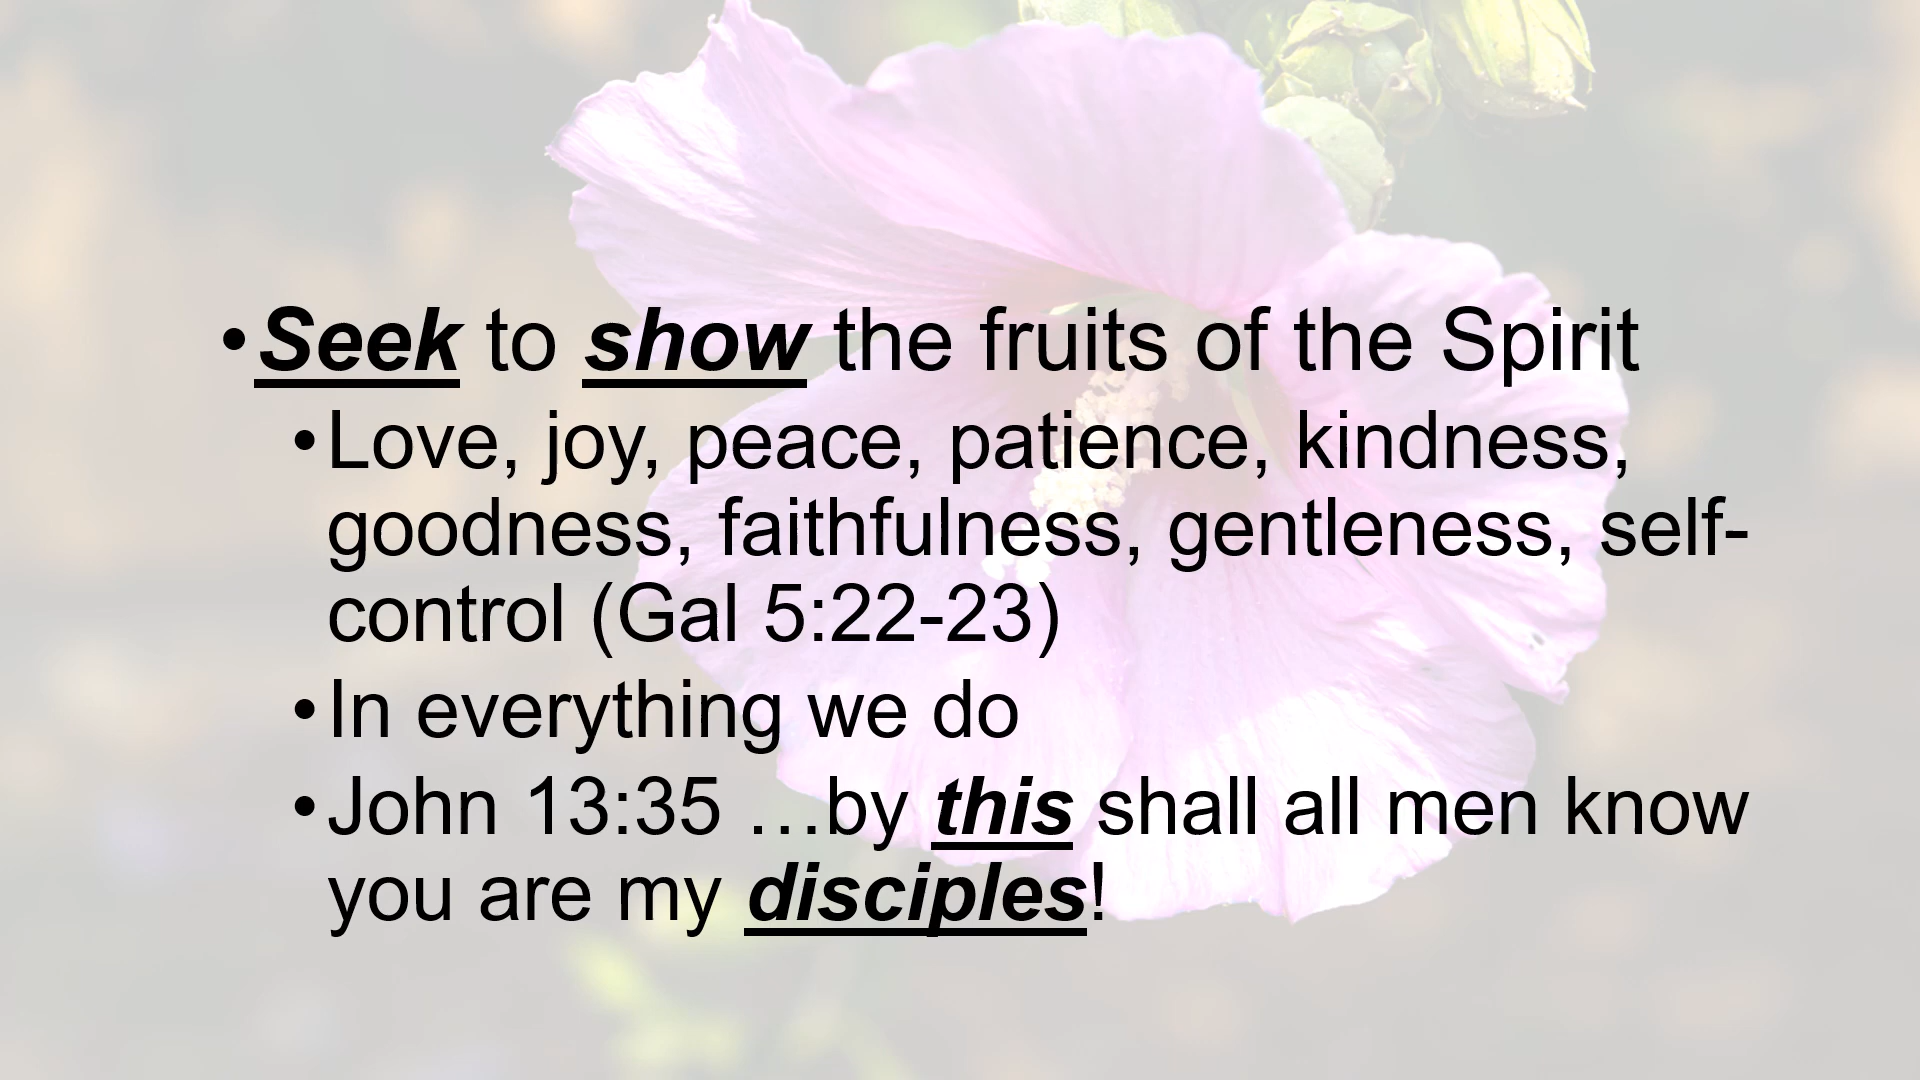 •Seek to show the fruits of the Spirit
•Love, joy, peace, patience, kindness,
goodness, faithfulness, gentleness, self-
control (Gal 5:22-23)
•In everything we do
•John 13:35 …by this shall all men know
you are my disciples!